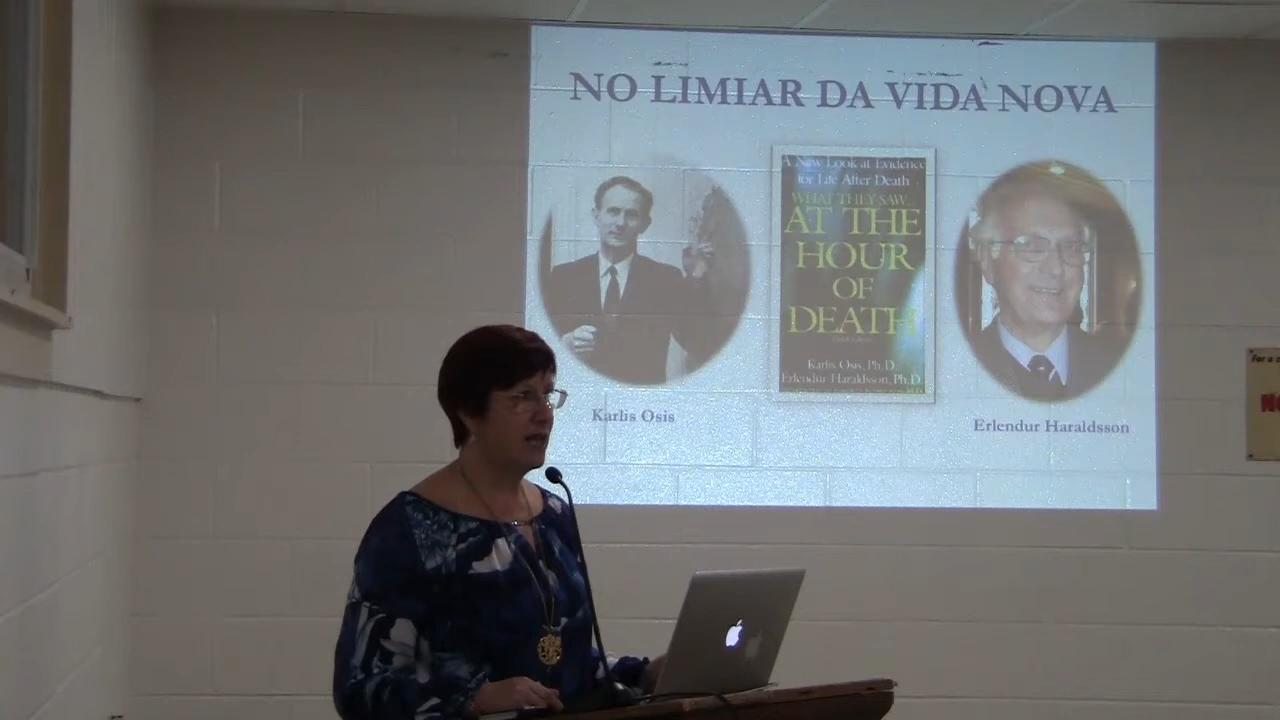 NO LIMIAR DA VIDA NOVA
A New Look at Evidence
for Life After Death
WHAT THEY SAW...
AT THE
HOUR
OF
DEATH
Karlis Osis, Ph.D.
Erlendur Haraldsson, Ph.D.
Karlis Osis
Erlendur Haraldsson
For a